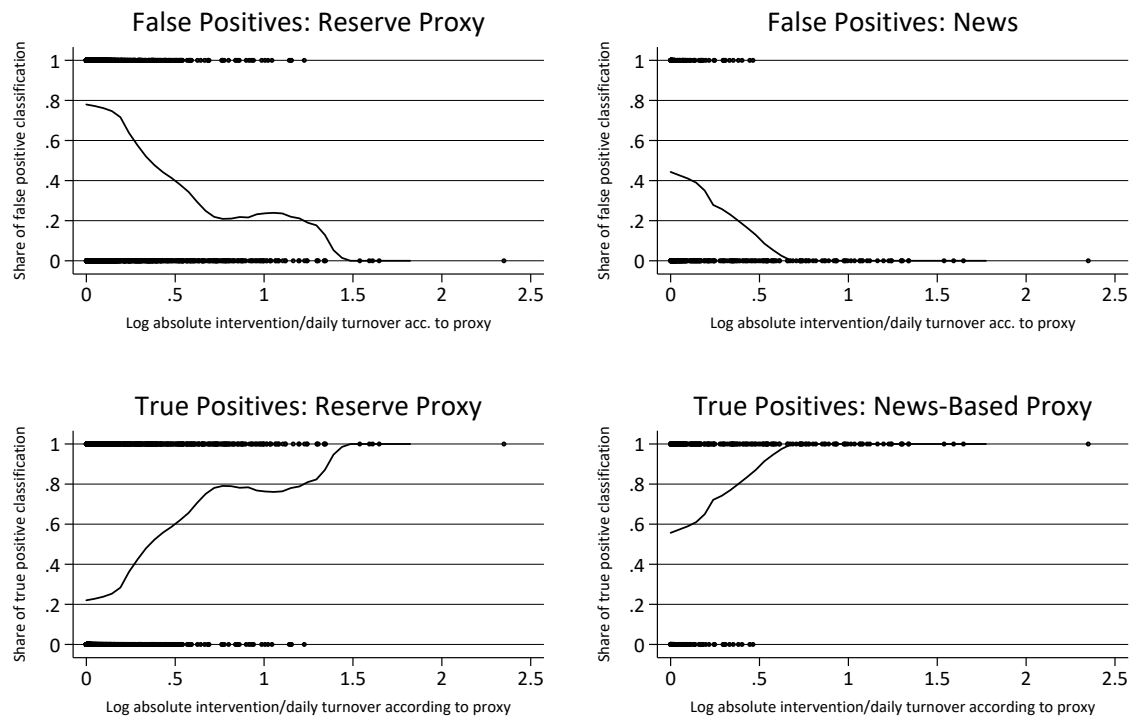 False Positives: Reserve Proxy
Share of false positive classification
1
.8
.6
.4
.2
0
0 .5 1 1.5 2 2.5
Log absolute intervention/daily turnover acc. to proxy
False Positives: News
Share of false positive classification
1
.8
.6
.4
.2
0
0 .5 1 1.5 2 2.5
Log absolute intervention/daily turnover acc. to proxy
True Positives: Reserve Proxy
Share of true positive classification
1
.8
.6
.4
.2
0
0 .5 1 1.5 2 2.5
Log absolute intervention/daily turnover according to proxy
True Positives: News-Based Proxy
Share of true positive classification
1
.8
.6
.4
.2
0
0 .5 1 1.5 2 2.5
Log absolute intervention/daily turnover according to proxy